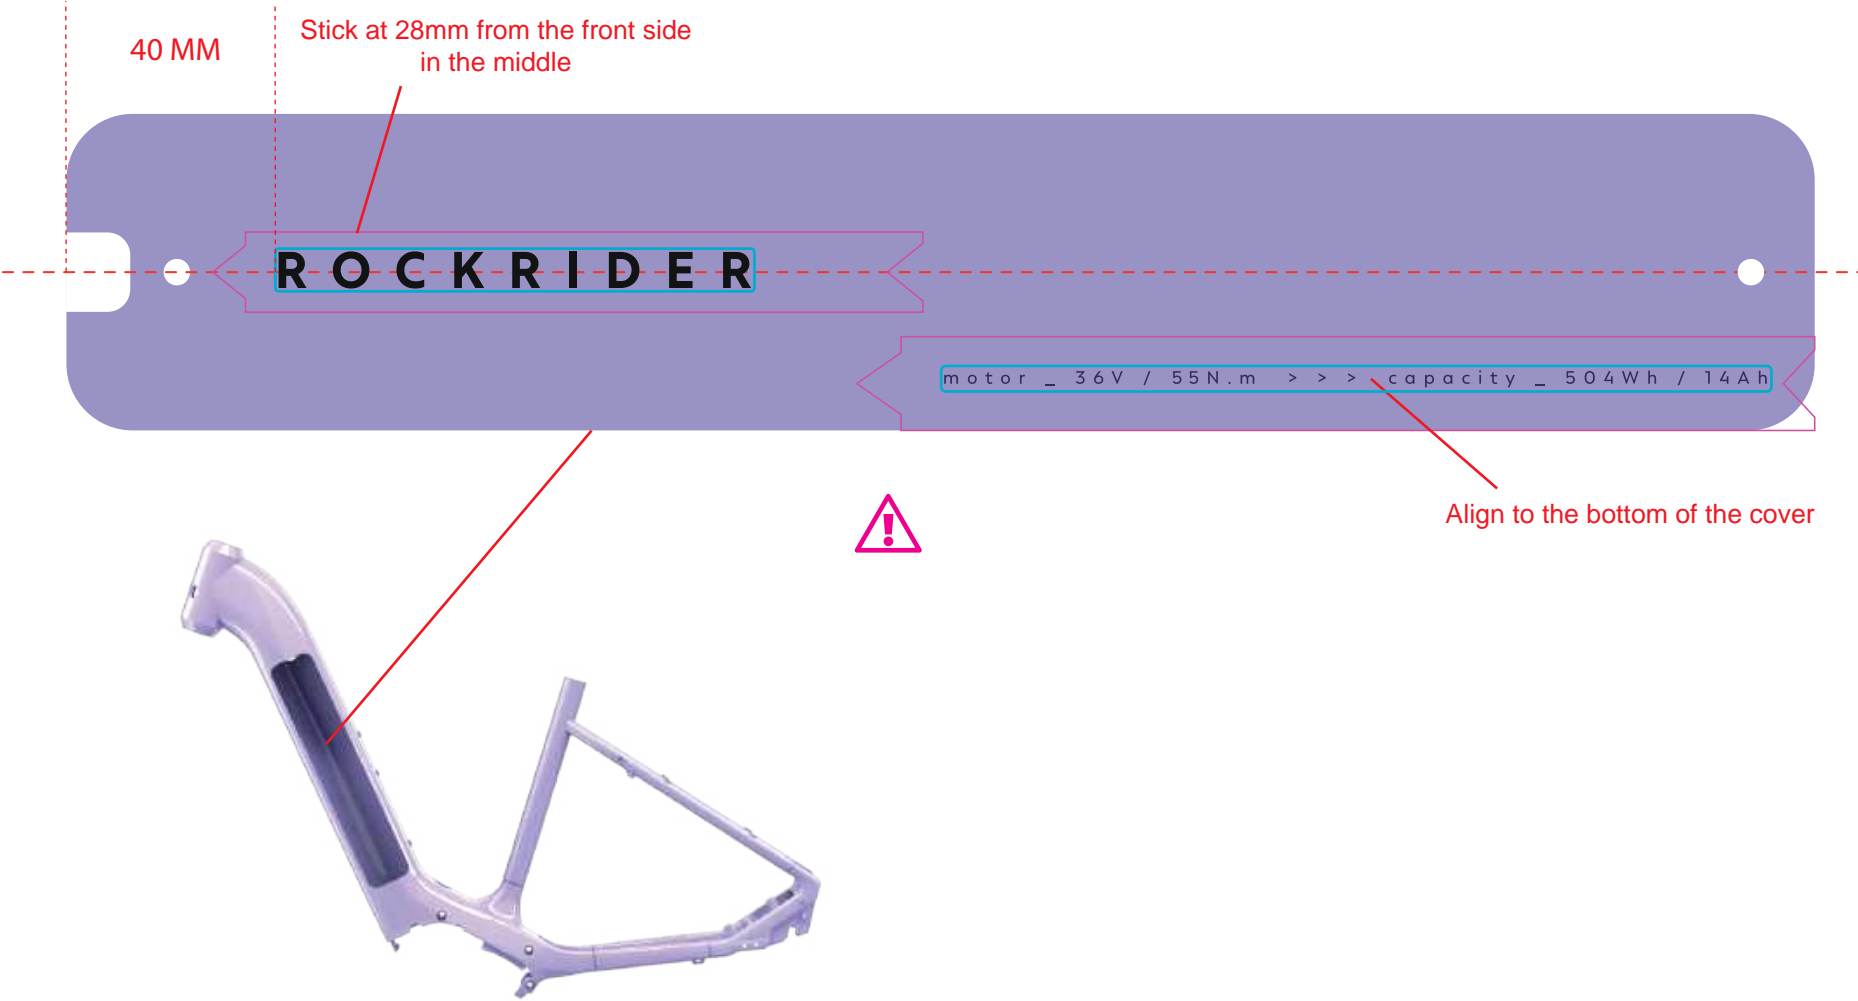 40 MM
Stick at 28mm from the front side
in the middle
ROCKRIDER
motor _ 36V / 55N.m > > > capacity _ 504Wh / 14Ah
Align to the bottom of the cover